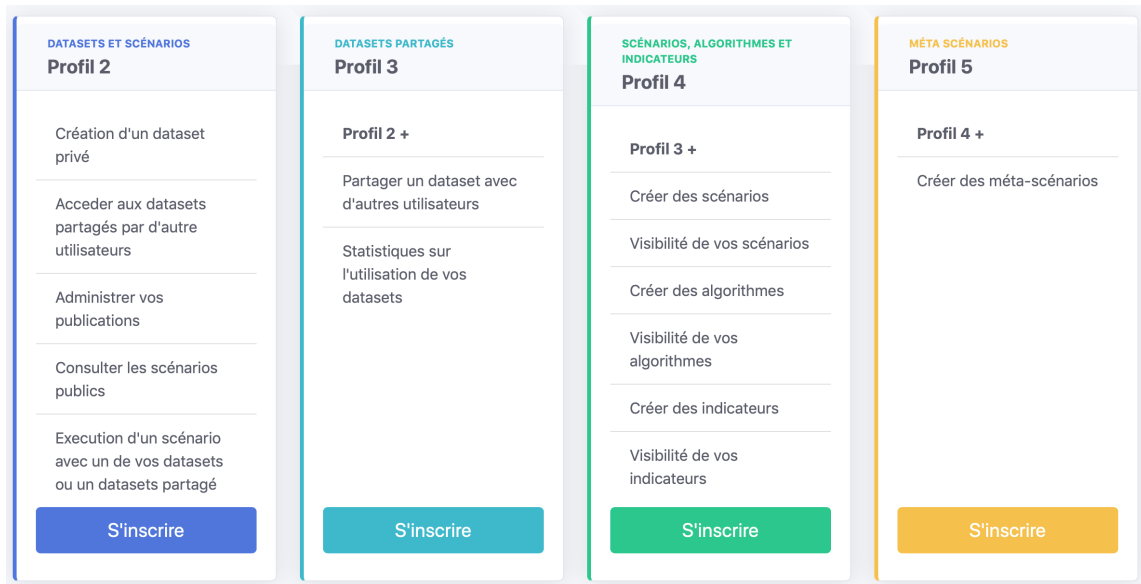 DATASETS ET SCÉNARIOS
Profil 2
Création d'un dataset
privé
Acceder aux datasets
partagés par d'autre
utilisateurs
Administrer vos
publications
Consulter les scénarios
publics
Execution d'un scénario
avec un de vos datasets
ou un datasets partagé
S'inscrire
DATASETS PARTAGÉS
Profil 3
Profil 2 +
Partager un dataset avec
d'autres utilisateurs
Statistiques sur
l'utilisation de vos
datasets
S'inscrire
SCÉNARIOS, ALGORITHMES ET
INDICATEURS
Profil 4
Profil 3 +
Créer des scénarios
Visibilité de vos scénarios
Créer des algorithmes
Visibilité de vos
algorithmes
Créer des indicateurs
Visibilité de vos
indicateurs
S'inscrire
MÉTA SCÉNARIOS
Profil 5
Profil 4 +
Créer des méta-scénarios
S'inscrire